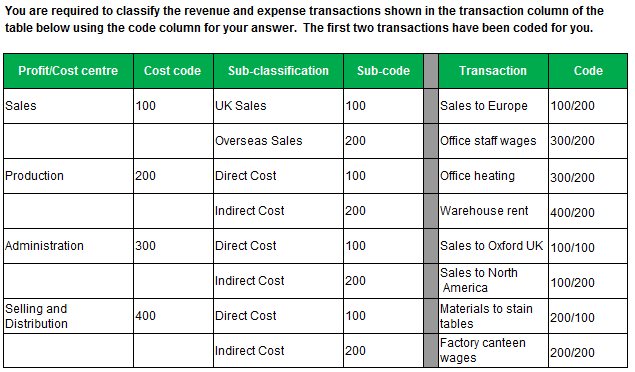 You are required to classify the revenue and expense transactions shown in the transaction column of the
table below using the code column for your answer.  The first two transactions have been coded for you.
Profit/Cost centre Cost code Sub-classification Sub-code Transaction Code
Sales 100 UK Sales 100 Sales to Europe 100/200
Overseas Sales 200 Office staff wages 300/200
Production 200 Direct Cost 100 Office heating 300/200
Indirect Cost 200 Warehouse rent 400/200
Administration 300 Direct Cost 100 Sales to Oxford UK 100/100
Indirect Cost 200 Sales to North
America 100/200
Selling and
Distribution 400 Direct Cost 100 Materials to stain
tables 200/100
Indirect Cost 200 Factory canteen
wages 200/200